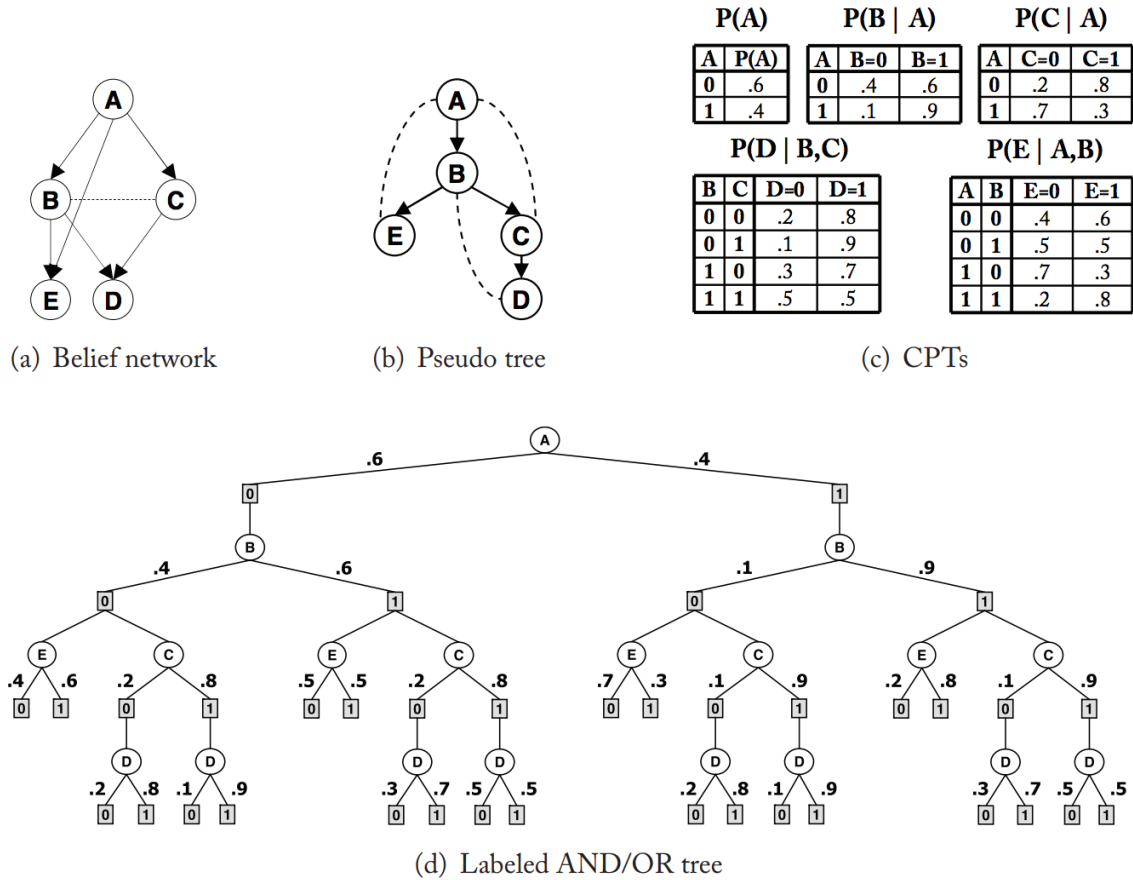 P(A) P(B | A) P(C | A)
A P(A) A B=0 B=1 A C=0 C=1
0 .6 0 .4 .6 0 .2 .8
1 .4 1 .1 .9 1 .7 .3
P(D | B,C) P(E | A,B)
B C D=0 D=1 A B E=0 E=1
0 0 .2 .8 0 0 .4 .6
0 1 .1 .9 0 1 .5 .5
1 0 .3 .7 1 0 .7 .3
1 1 .5 .5 1 1 .2 .8
A
B C
E D
A
B
E C
D
(a) Belief network (b) Pseudo tree (c) CPTs
A
.6 .4
0 1
B B
.4 .6 .1 .9
0 1 0 1
E C E C E C E C
.4 .6 .2 .8 .5 .5 .2 .8 .7 .3 .1 .9 .2 .8 .1 .9
0 1 0 1 0 1 0 1 0 1 0 1 0 1 0 1
D D D D D D D D
.2 .8 .1 .9 .3 .7 .5 .5 .2 .8 .1 .9 .3 .7 .5 .5
0 1 0 1 0 1 0 1 0 1 0 1 0 1 0 1
(d) Labeled AND/OR tree